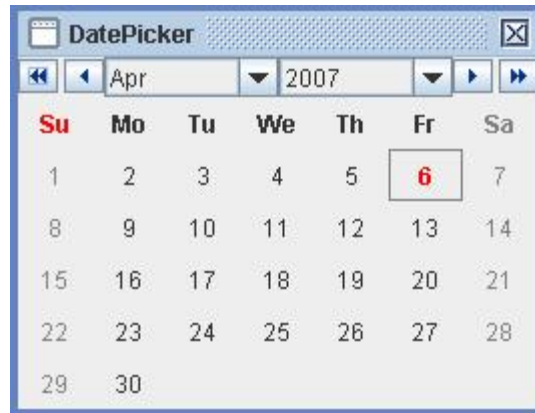 DatePicker
Apr 2007
Su Mo Tu We Th Fr Sa
1 2 3 4 5 6 7
8 9 10 11 12 13 14
15 16 17 18 19 20 21
22 23 24 25 26 27 28
29 30